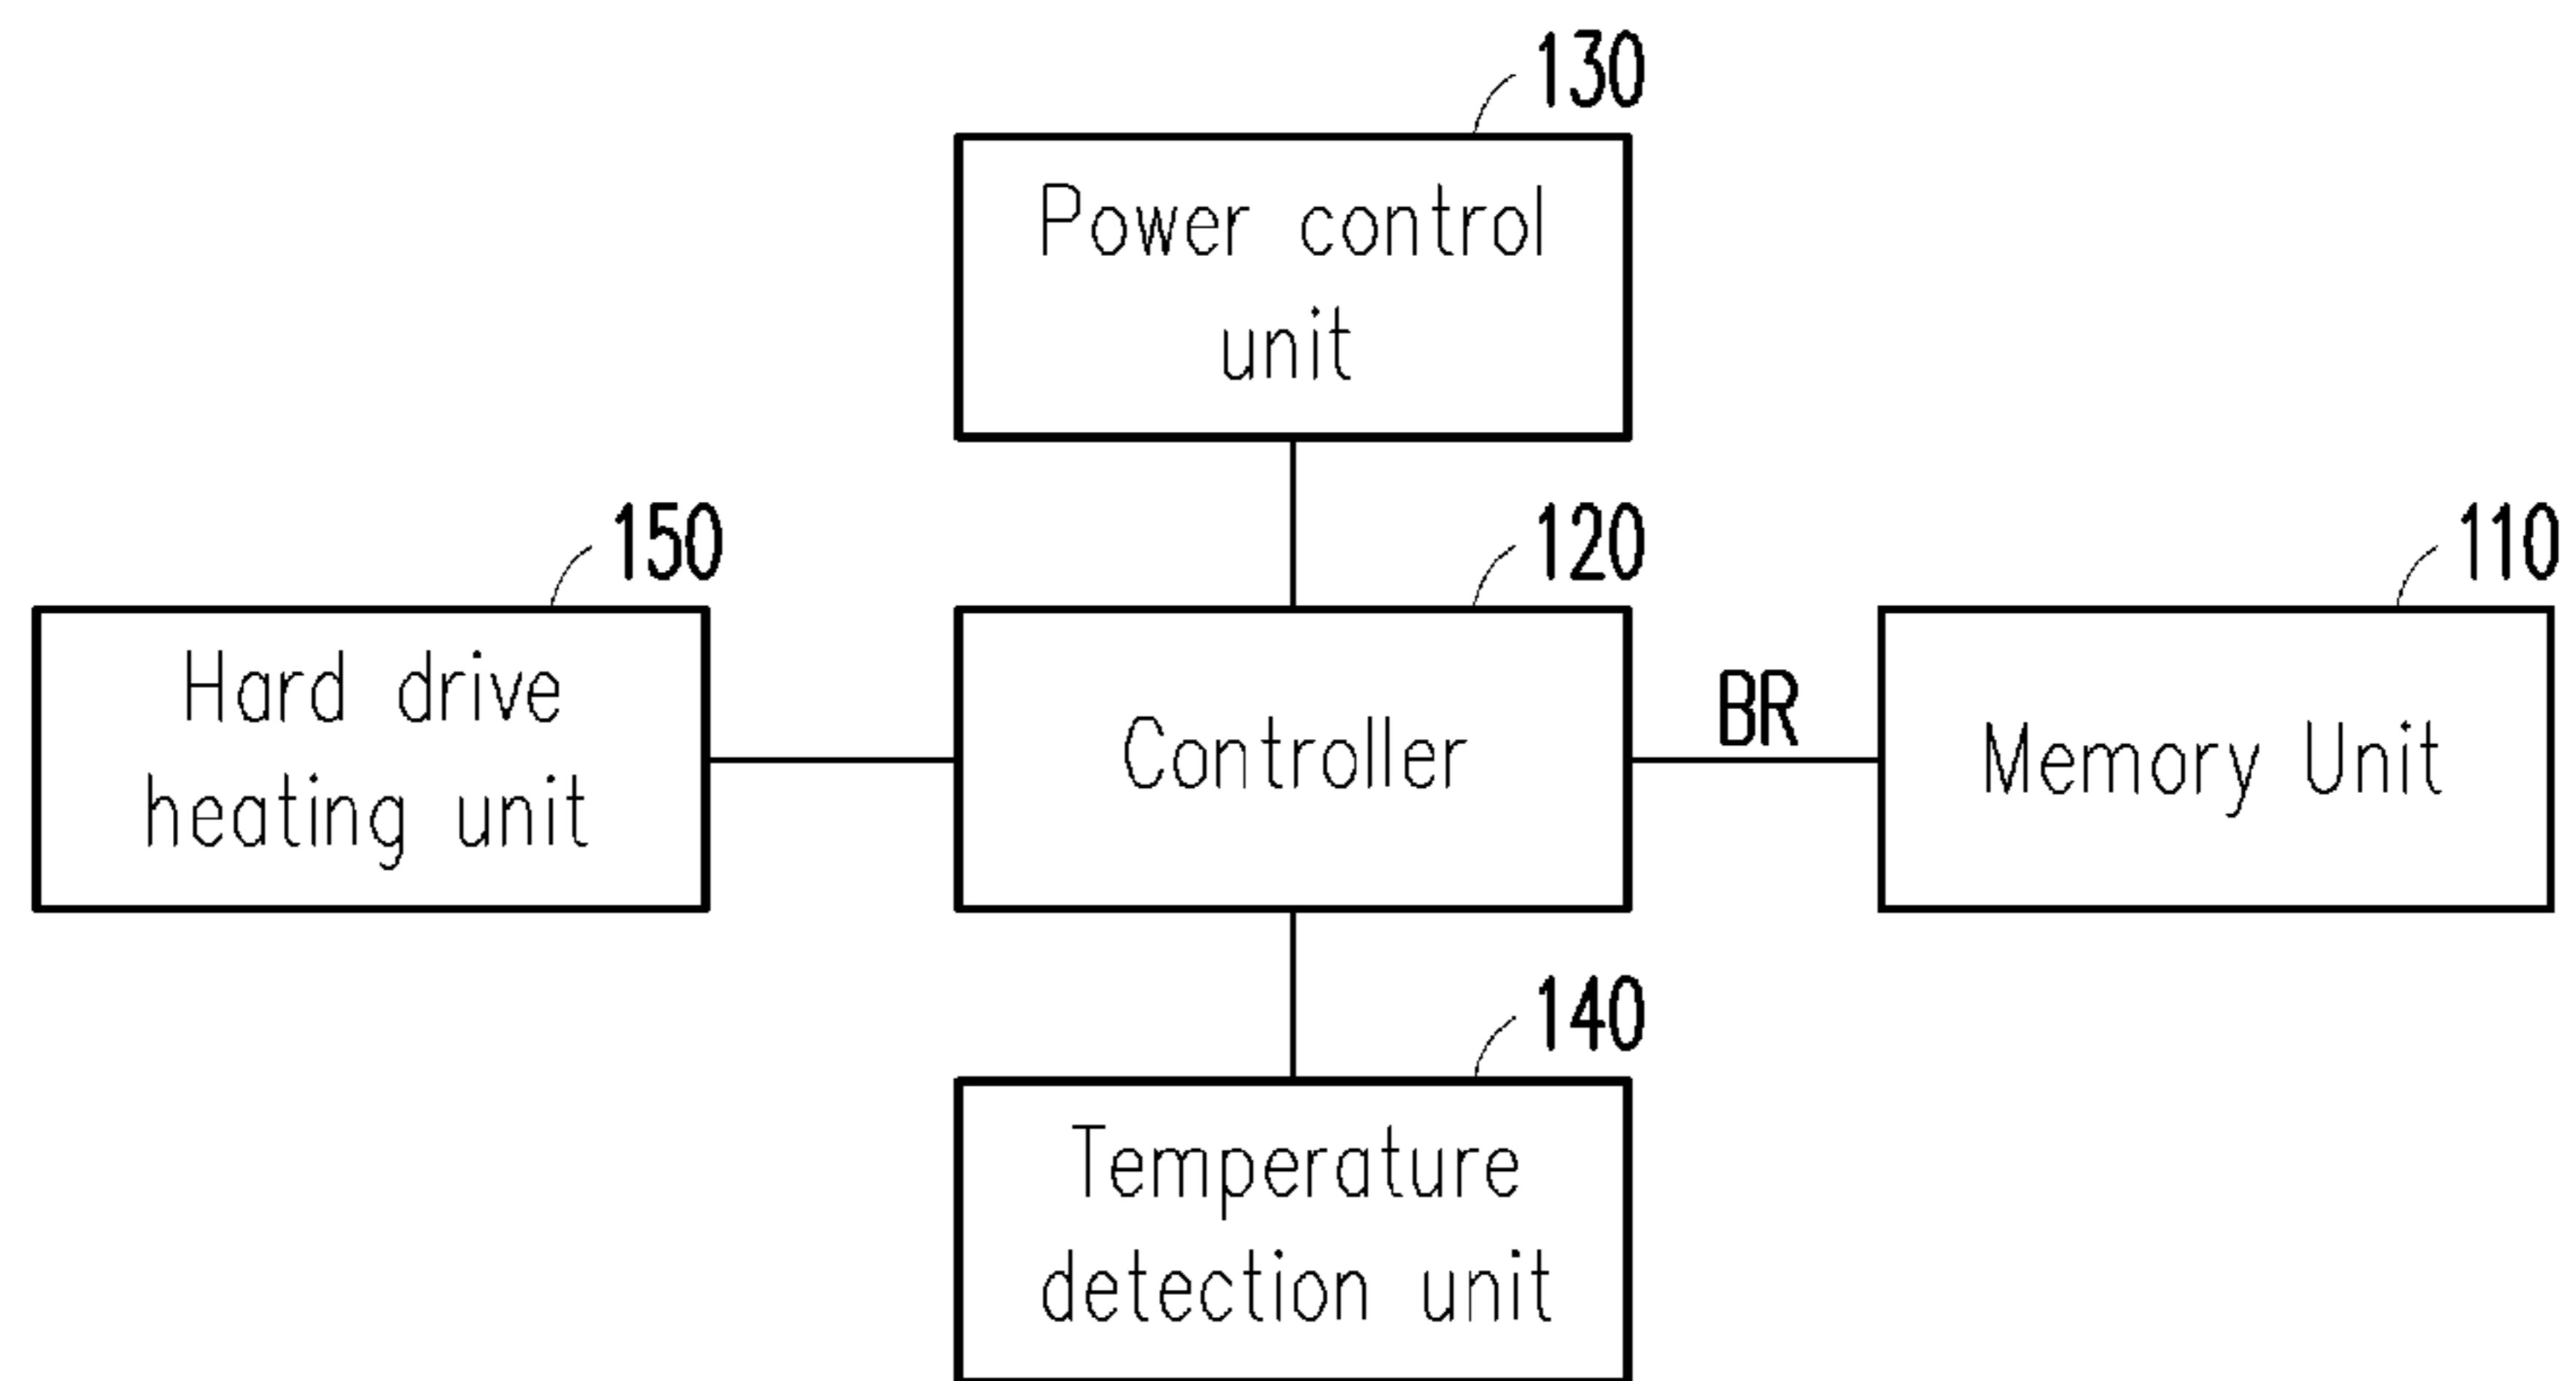 130
Power control
unit
150
120
110
Hard drive
heating unit
Controller
BR
Memory Unit
140
Temperature
detection unit